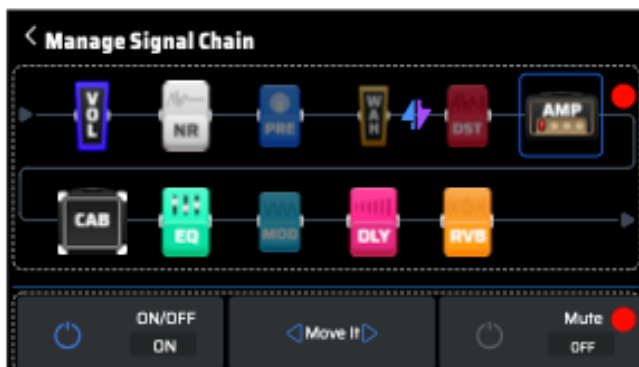 Manage Signal Chain
VOL NR PRE WAH DST AMP
CAB EQ MOD DLY RVB
ON/OFF
ON
Move It
Mute
OFF